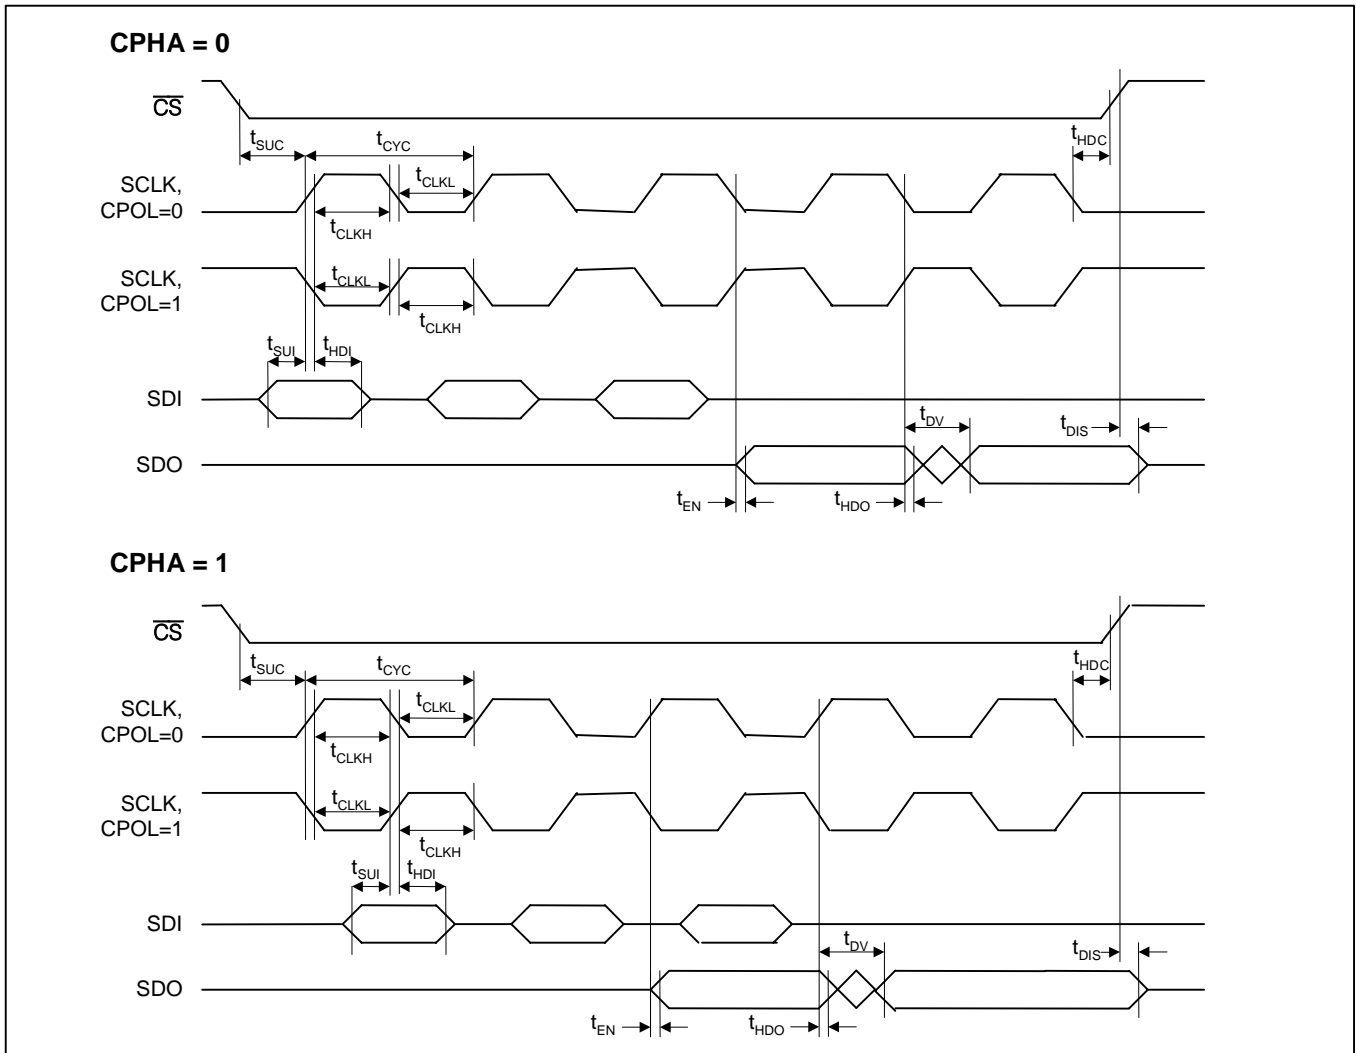 CPHA = 0
CS
tSUC
tCYC
tHDC
SCLK,
CPOL=0
tCLKL
tCLKH
SCLK,
CPOL=1
tCLKL
tCLKH
tSUI
tHDI
SDI
tDV
tDIS
SDO
tEN
tHDO
CPHA = 1
CS
tSUC
tCYC
tHDC
SCLK,
CPOL=0
tCLKL
tCLKH
SCLK,
CPOL=1
tCLKL
tCLKH
tSUI
tHDI
SDI
tDV
tDIS
SDO
tEN
tHDO